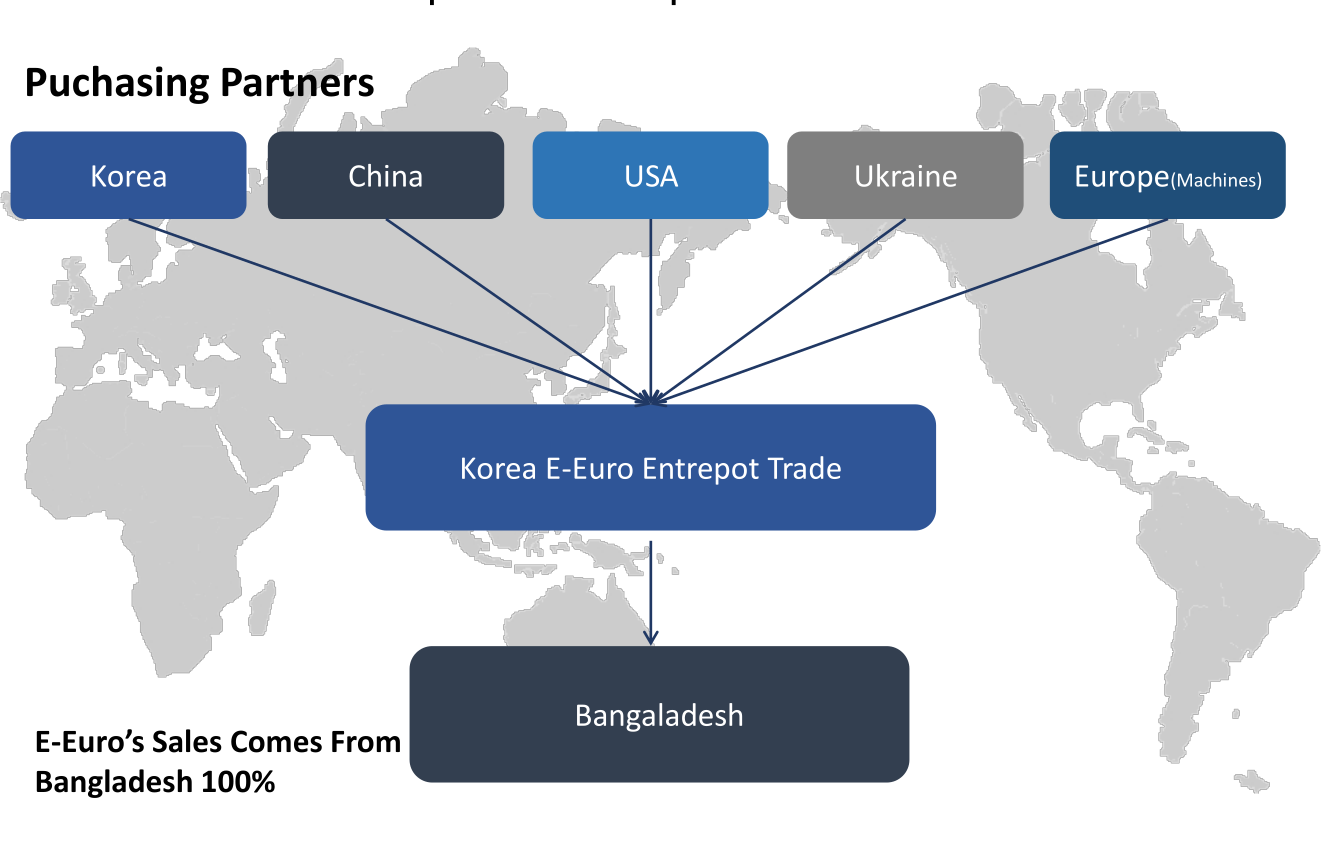 Puchasing Partners
Korea
China
USA
Ukraine
Europe(Machines)
Korea E-Euro Entrepot Trade
Bangaladesh
E-Euro’s Sales Comes From
Bangladesh 100%